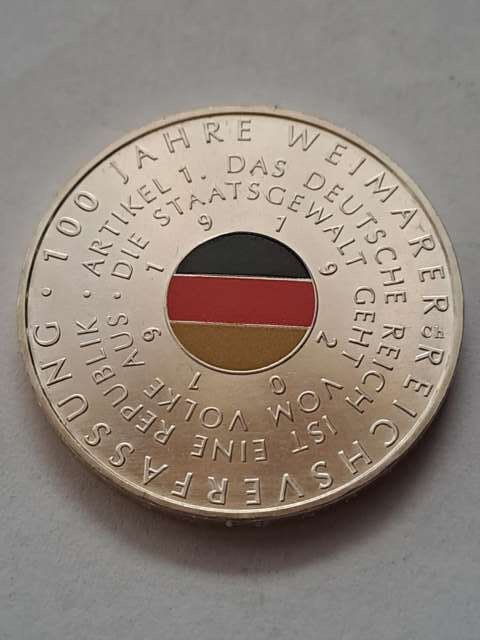 · 100 JAHRE WEIMARER REICHSVERFASSUNG
· ARTIKEL 1. DAS DEUTSCHE REICH IST EINE REPUBLIK
· DIE STAATSGEWALT GEHT VOM VOLKE AUS
1919 2019
ch